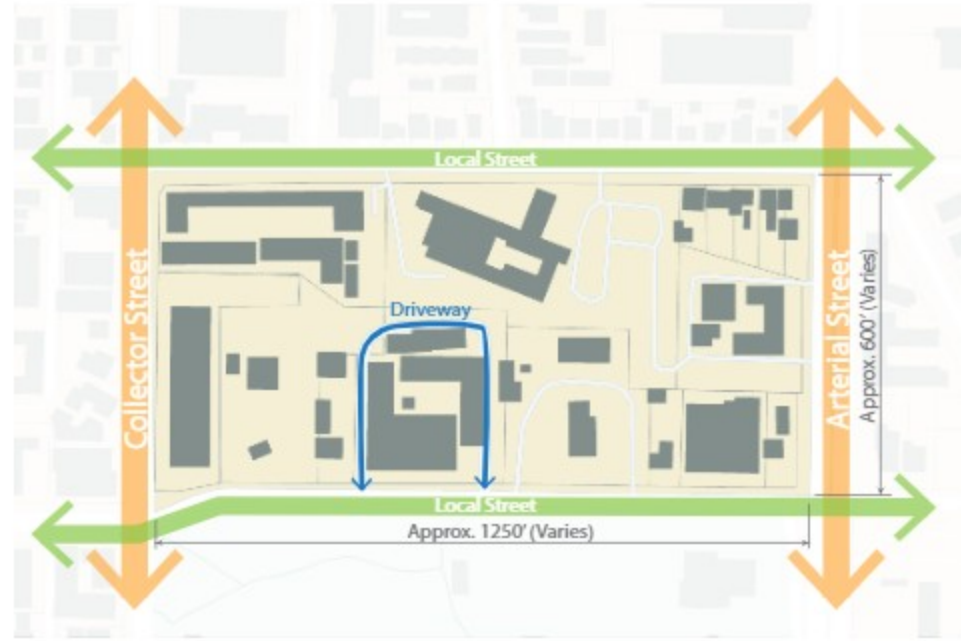 Local Street
Collector Street
Driveway
Arterial Street
Approx. 600' (Varies)
Local Street
Approx. 1250' (Varies)